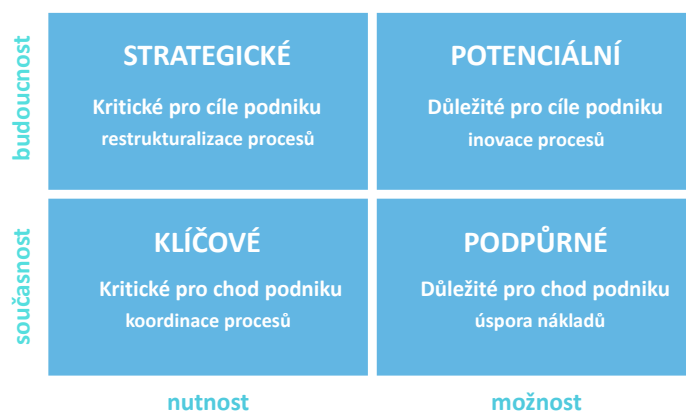 budoucnost
STRATEGICKÉ
Kritické pro cíle podniku
restrukturalizace procesů
POTENCIÁLNÍ
Důležité pro cíle podniku
inovace procesů
současnost
KLÍČOVÉ
Kritické pro chod podniku
koordinace procesů
PODPŮRNÉ
Důležité pro chod podniku
úspora nákladů
nutnost
možnost